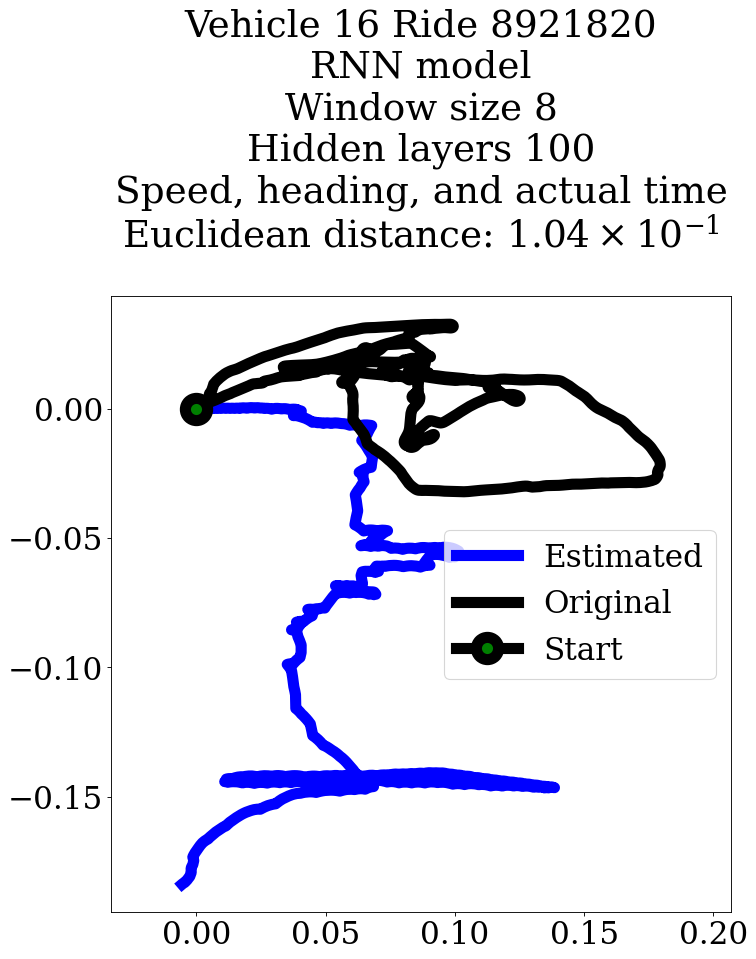 Vehicle 16 Ride 8921820
RNN model
Window size 8
Hidden layers 100
Speed, heading, and actual time
Euclidean distance: 1.04 × 10⁻¹
0.00
−0.05
−0.10
−0.15
Estimated
Original
Start
0.00 0.05 0.10 0.15 0.20